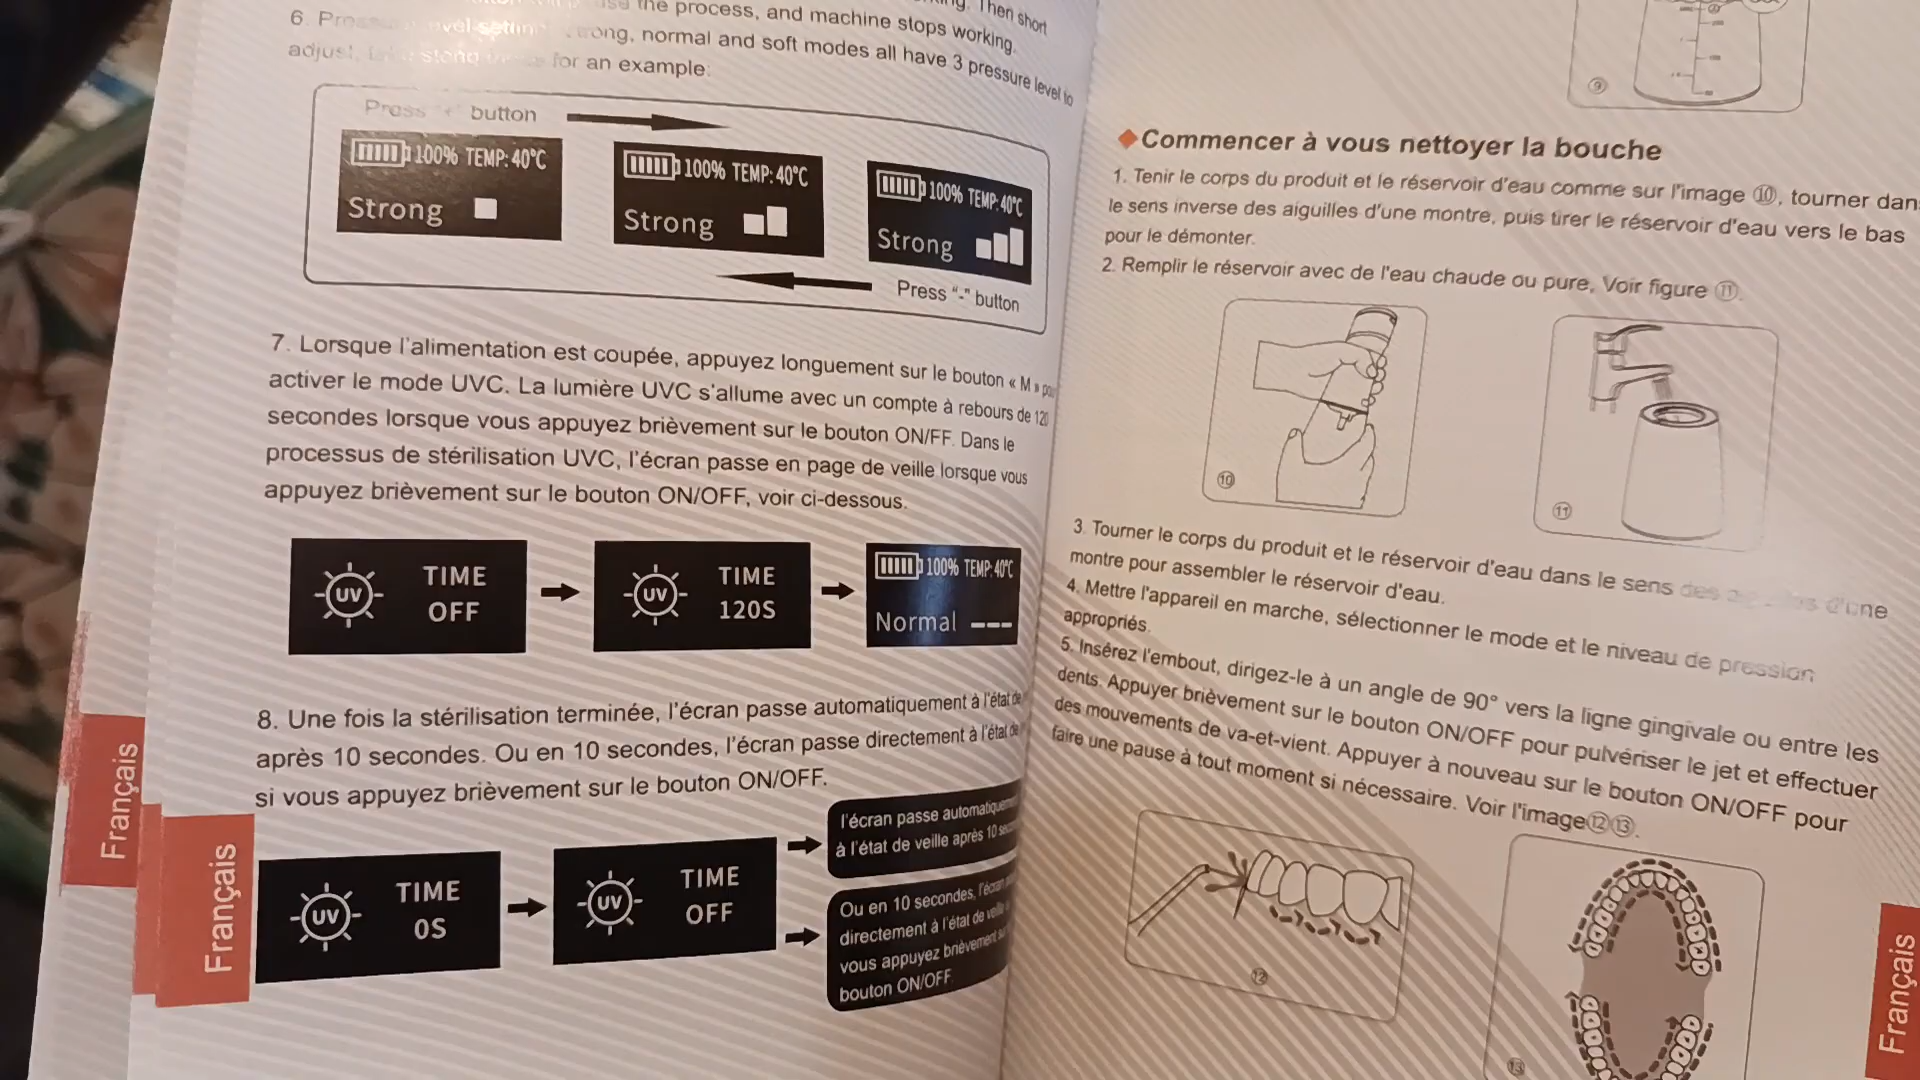 the process, and machine stops working.
Then short
6. level setting, normal and soft modes all have 3 pressure level to
adjust, for an example:
Press button
100% TEMP: 40°C
Strong
100% TEMP: 40°C
Strong
100% TEMP: 40°C
Strong
Press "-" button
7. Lorsque l'alimentation est coupée, appuyez longuement sur le bouton « M »
activer le mode UVC. La lumière UVC s'allume avec un compte à rebours de 120
secondes lorsque vous appuyez brièvement sur le bouton ON/FF. Dans le
processus de stérilisation UVC, l'écran passe en page de veille lorsque vous
appuyez brièvement sur le bouton ON/OFF, voir ci-dessous.
UV TIME
OFF
UV TIME
120S
100% TEMP: 40°C
Normal ---
8. Une fois la stérilisation terminée, l'écran passe automatiquement à l'état de
après 10 secondes. Ou en 10 secondes, l'écran passe directement à l'état de
si vous appuyez brièvement sur le bouton ON/OFF.
UV TIME
0S
UV TIME
OFF
l'écran passe automatiquement
à l'état de veille après 10
Ou en 10 secondes, l'écran
directement à l'état de veille
vous appuyez brièvement
bouton ON/OFF.
Français
Français
⑨
Commencer à vous nettoyer la bouche
1. Tenir le corps du produit et le réservoir d'eau comme sur l'image ⑩, tourner dans
le sens inverse des aiguilles d'une montre, puis tirer le réservoir d'eau vers le bas
pour le démonter.
2. Remplir le réservoir avec de l'eau chaude ou pure, Voir figure ⑪.
⑩
⑪
3. Tourner le corps du produit et le réservoir d'eau dans le sens des d'une
montre pour assembler le réservoir d'eau.
4. Mettre l'appareil en marche, sélectionner le mode et le niveau de pression
appropriés.
5. Insérez l'embout, dirigez-le à un angle de 90° vers la ligne gingivale ou entre les
dents. Appuyer brièvement sur le bouton ON/OFF pour pulvériser le jet et effectuer
des mouvements de va-et-vient. Appuyer à nouveau sur le bouton ON/OFF pour
faire une pause à tout moment si nécessaire. Voir l'image⑫⑬.
⑫
⑬
Français